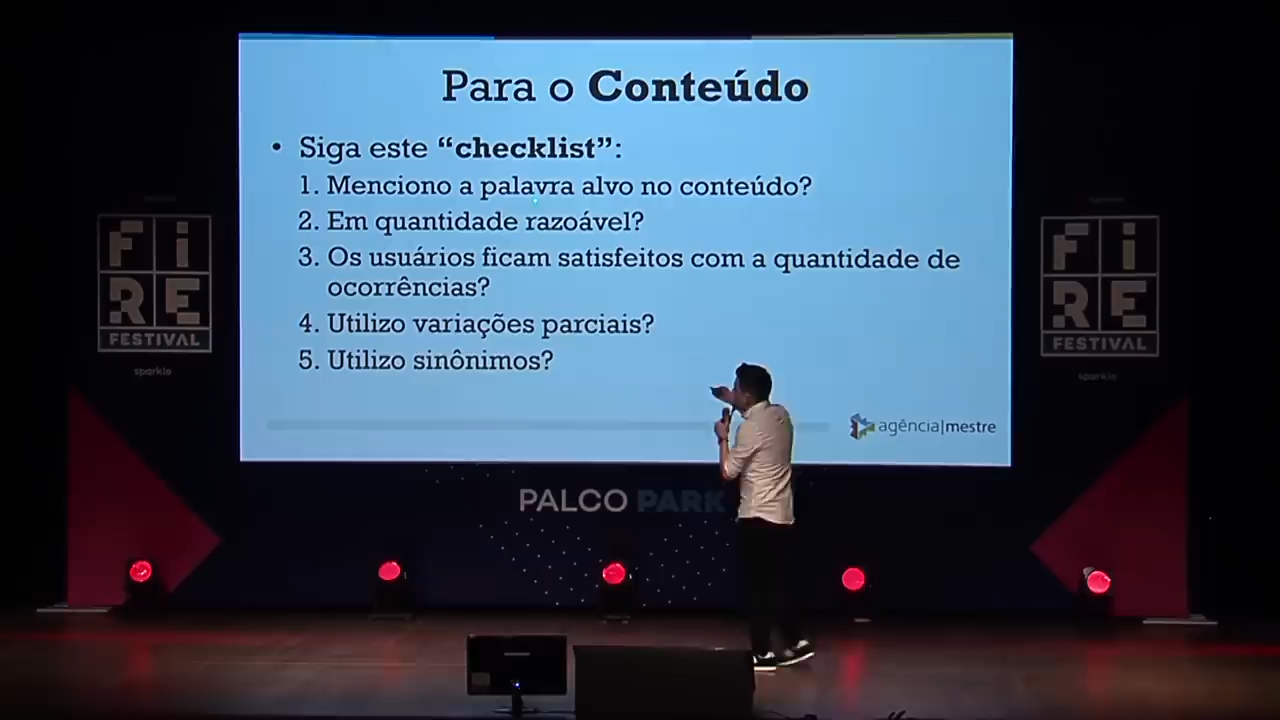 Para o Conteúdo
• Siga este “checklist”:
1. Menciono a palavra alvo no conteúdo?
2. Em quantidade razoável?
3. Os usuários ficam satisfeitos com a quantidade de
ocorrências?
4. Utilizo variações parciais?
5. Utilizo sinônimos?
agência|mestre
FIRE
FESTIVAL
sparkle
FIRE
FESTIVAL
sparkle
PALCO PARK